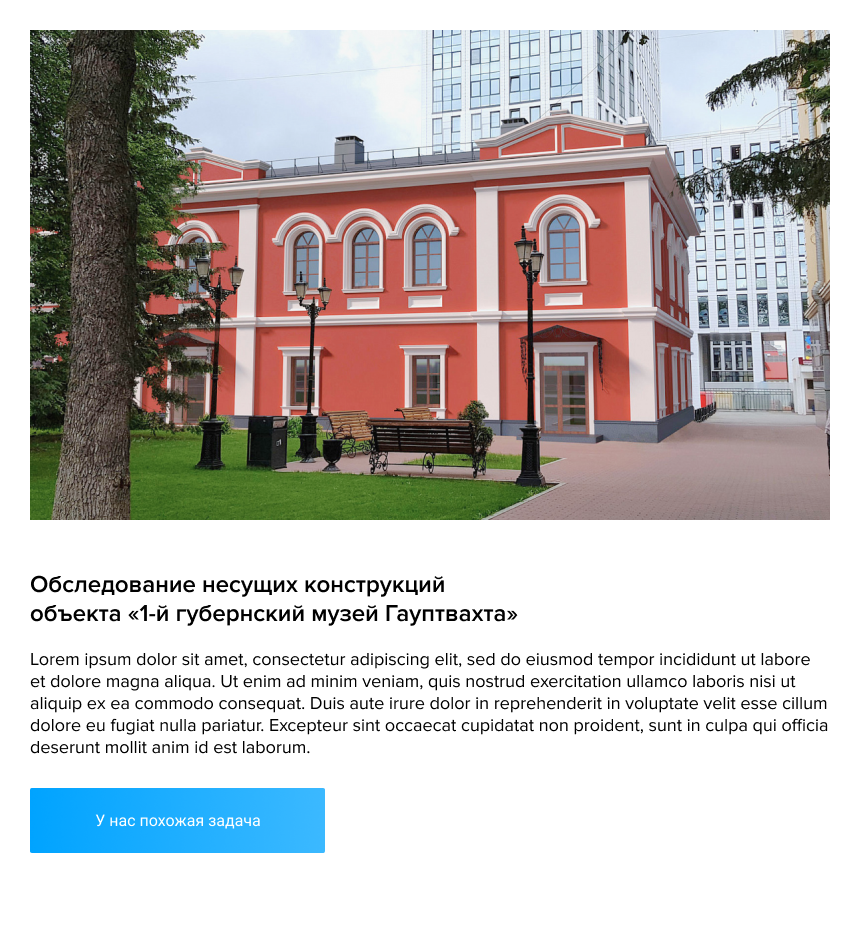 Обследование несущих конструкций
объекта «1-й губернский музей Гауптвахта»
Lorem ipsum dolor sit amet, consectetur adipiscing elit, sed do eiusmod tempor incididunt ut labore
et dolore magna aliqua. Ut enim ad minim veniam, quis nostrud exercitation ullamco laboris nisi ut
aliquip ex ea commodo consequat. Duis aute irure dolor in reprehenderit in voluptate velit esse cillum
dolore eu fugiat nulla pariatur. Excepteur sint occaecat cupidatat non proident, sunt in culpa qui officia
deserunt mollit anim id est laborum.
У нас похожая задача